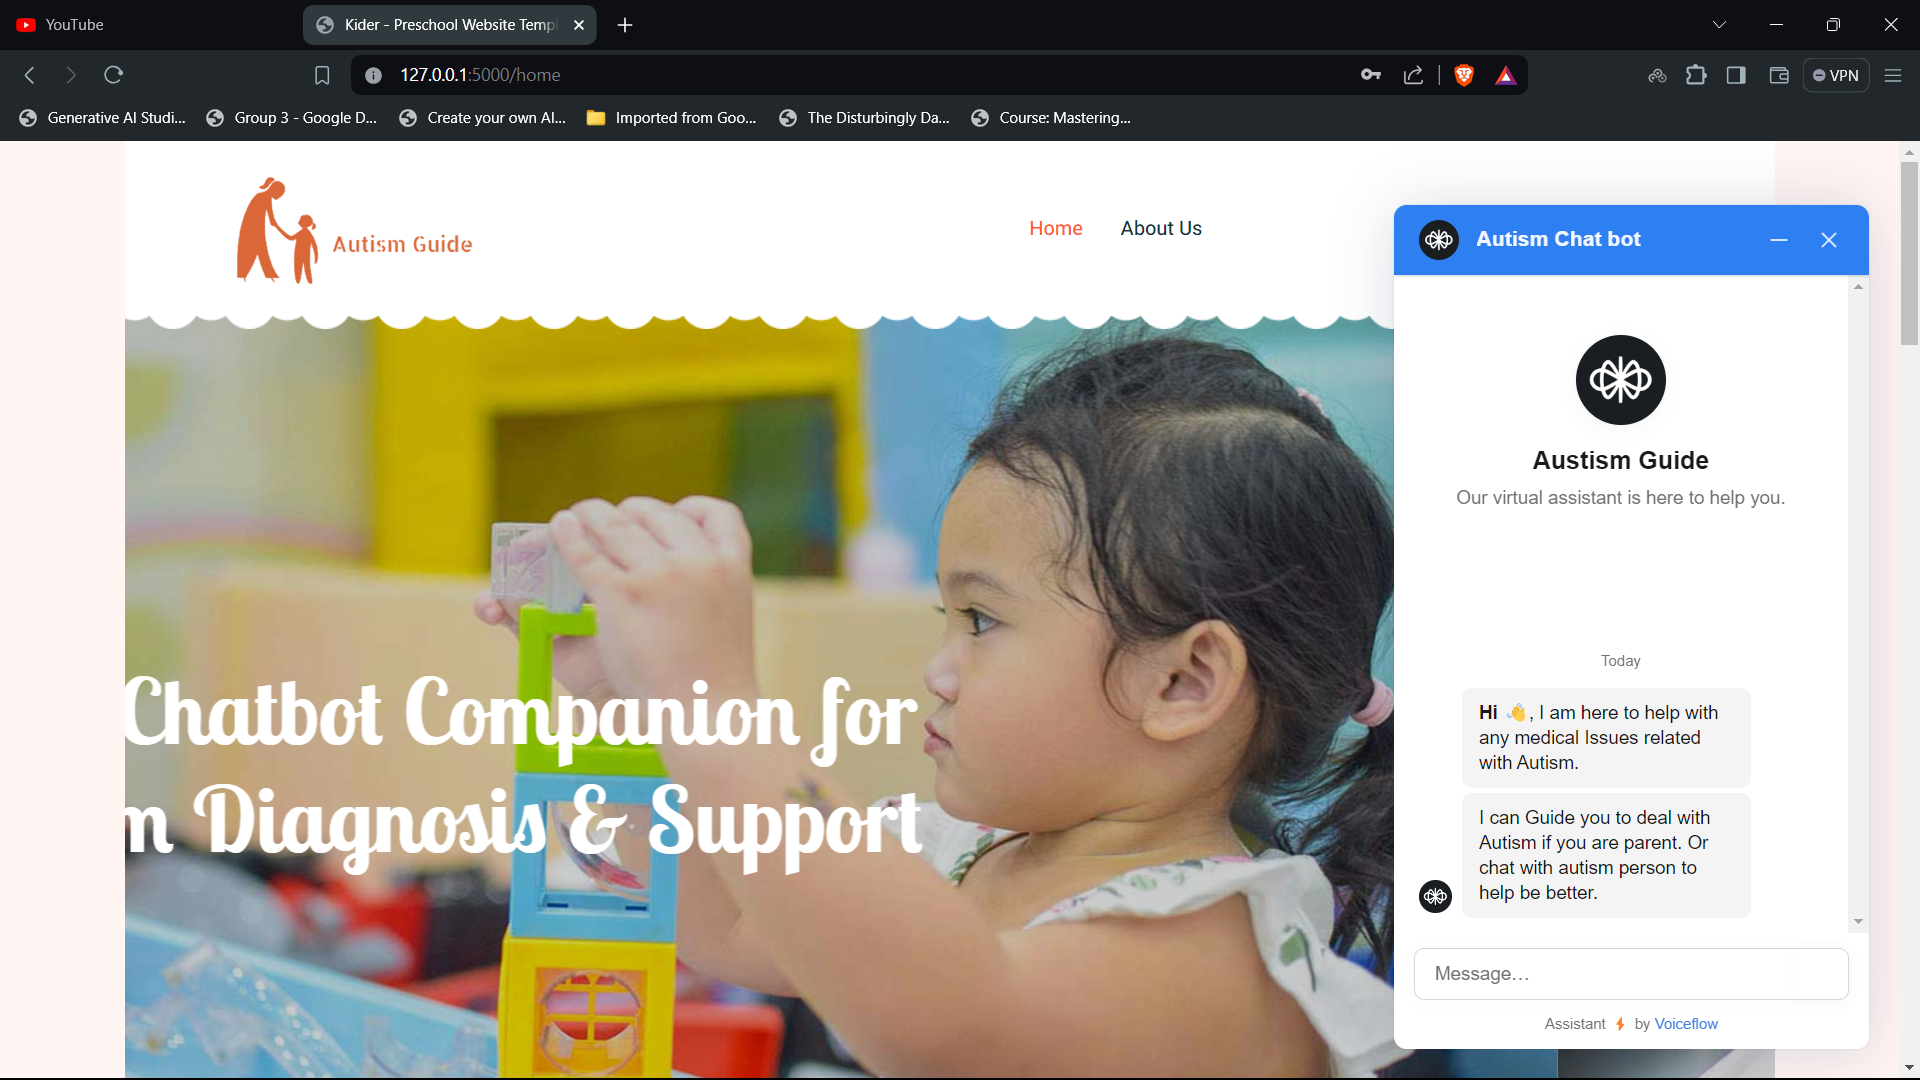 YouTube
Kider - Preschool Website Temp
127.0.0.1:5000/home
VPN
Generative AI Studi...
Group 3 - Google D...
Create your own AI...
Imported from Goo...
The Disturbingly Da...
Course: Mastering...
Autism Guide
Home
About Us
Chatbot Companion for
m Diagnosis & Support
Autism Chat bot
Austism Guide
Our virtual assistant is here to help you.
Today
Hi 👋, I am here to help with
any medical Issues related
with Autism.
I can Guide you to deal with
Autism if you are parent. Or
chat with autism person to
help be better.
Message...
Assistant ⚡ by Voiceflow